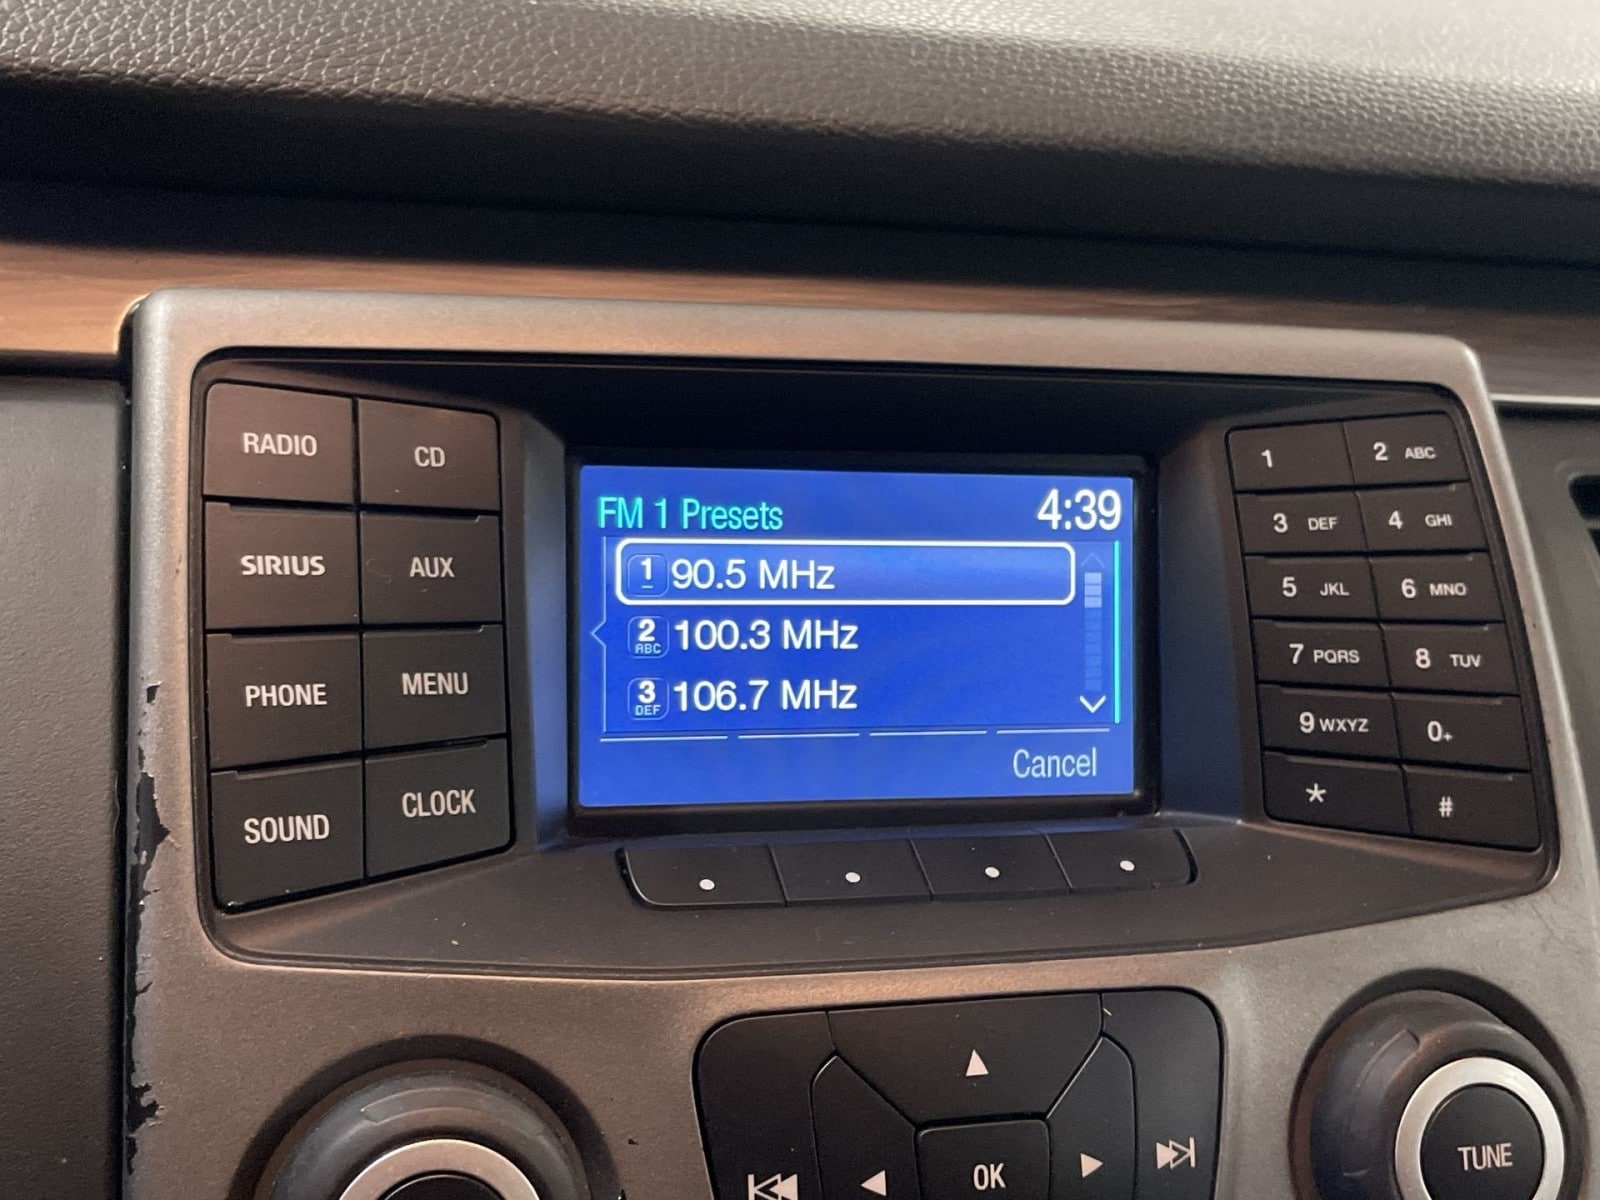 RADIO
CD
SIRIUS
AUX
PHONE
MENU
SOUND
CLOCK
FM 1 Presets 4:39
1 90.5 MHz
2 ABC 100.3 MHz
3 DEF 106.7 MHz
Cancel
1
2 ABC
3 DEF
4 GHI
5 JKL
6 MNO
7 PQRS
8 TUV
9 WXYZ
0+
*
#
OK
TUNE